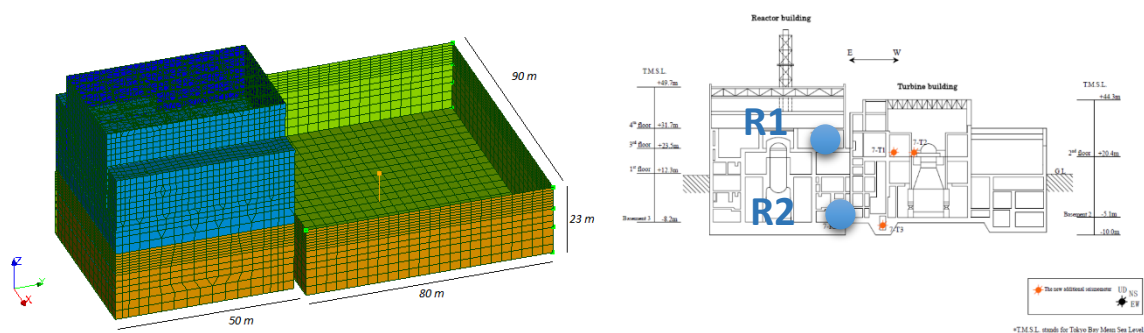 90 m
23 m
80 m
50 m
Z
Y
X
Reactor building
E W
T.M.S.L.
Turbine building
T.M.S.L.
+49.7m
+44.3m
R1
4th floor +31.7m
3rd floor +23.5m
7-T1
7-T2
2nd floor +20.4m
1st floor +12.3m
G.L.
R2
Basement 3 -8.2m
7-T3
Basement 2 -5.1m
-10.0m
The new additional seismometer
UD
NS
EW
*T.M.S.L. stands for Tokyo Bay Mean Sea Level